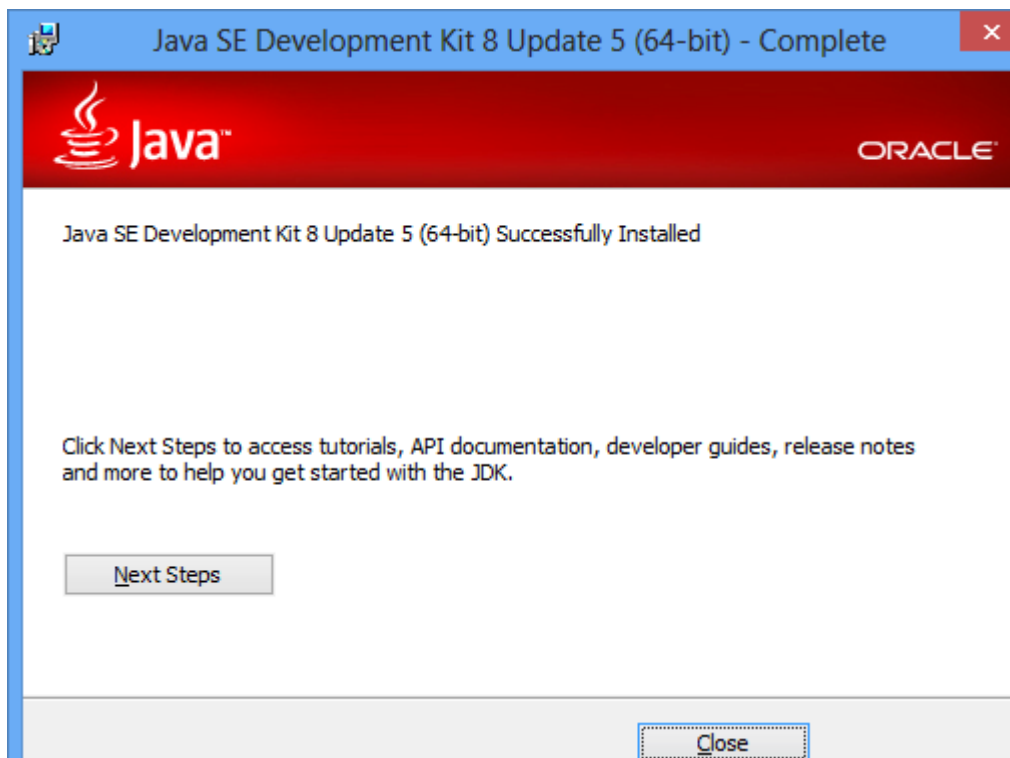 Java SE Development Kit 8 Update 5 (64-bit) - Complete
Java™
ORACLE®
Java SE Development Kit 8 Update 5 (64-bit) Successfully Installed
Click Next Steps to access tutorials, API documentation, developer guides, release notes
and more to help you get started with the JDK.
Next Steps
Close